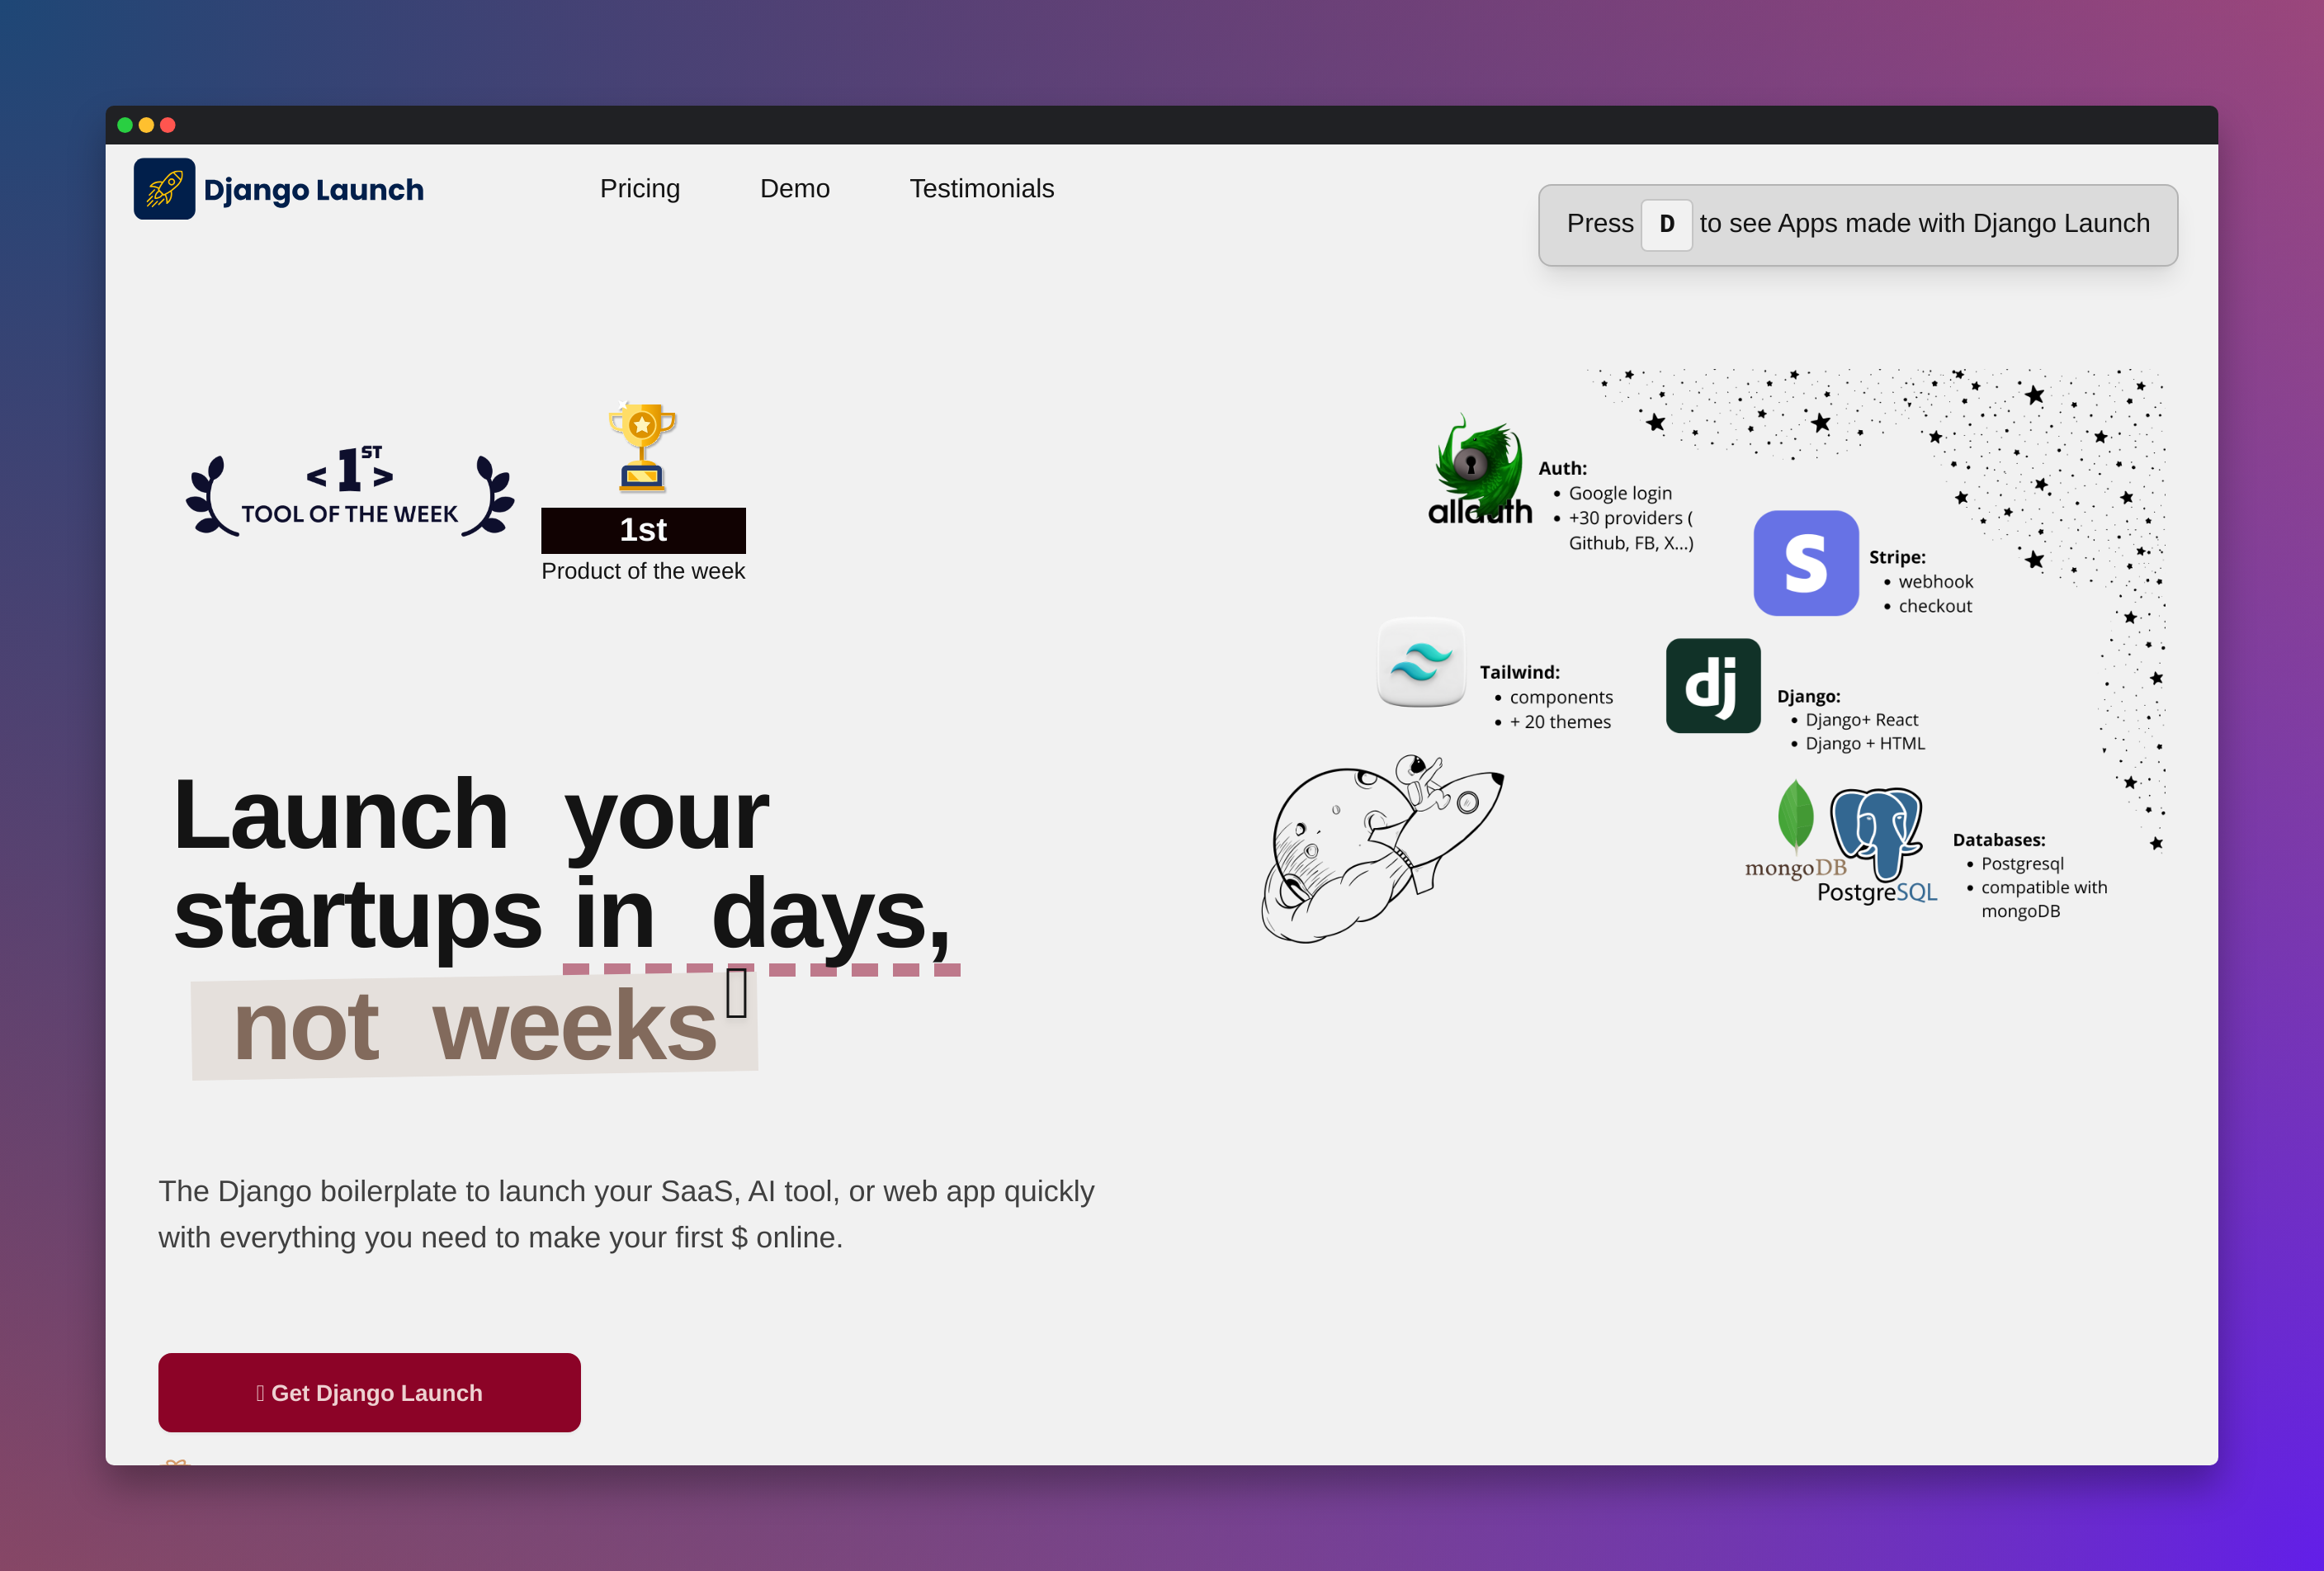 Django Launch
Pricing
Demo
Testimonials
Press D to see Apps made with Django Launch
<1ST>
TOOL OF THE WEEK
1st
Product of the week
allauth
Auth:
• Google login
• +30 providers (
Github, FB, X...)
S
Stripe:
• webhook
• checkout
Tailwind:
• components
• + 20 themes
dj
Django:
• Django+ React
• Django + HTML
mongoDB
PostgreSQL
Databases:
• Postgresql
• compatible with
mongoDB
Launch your
startups in days,
not weeks
The Django boilerplate to launch your SaaS, AI tool, or web app quickly
with everything you need to make your first $ online.
Get Django Launch